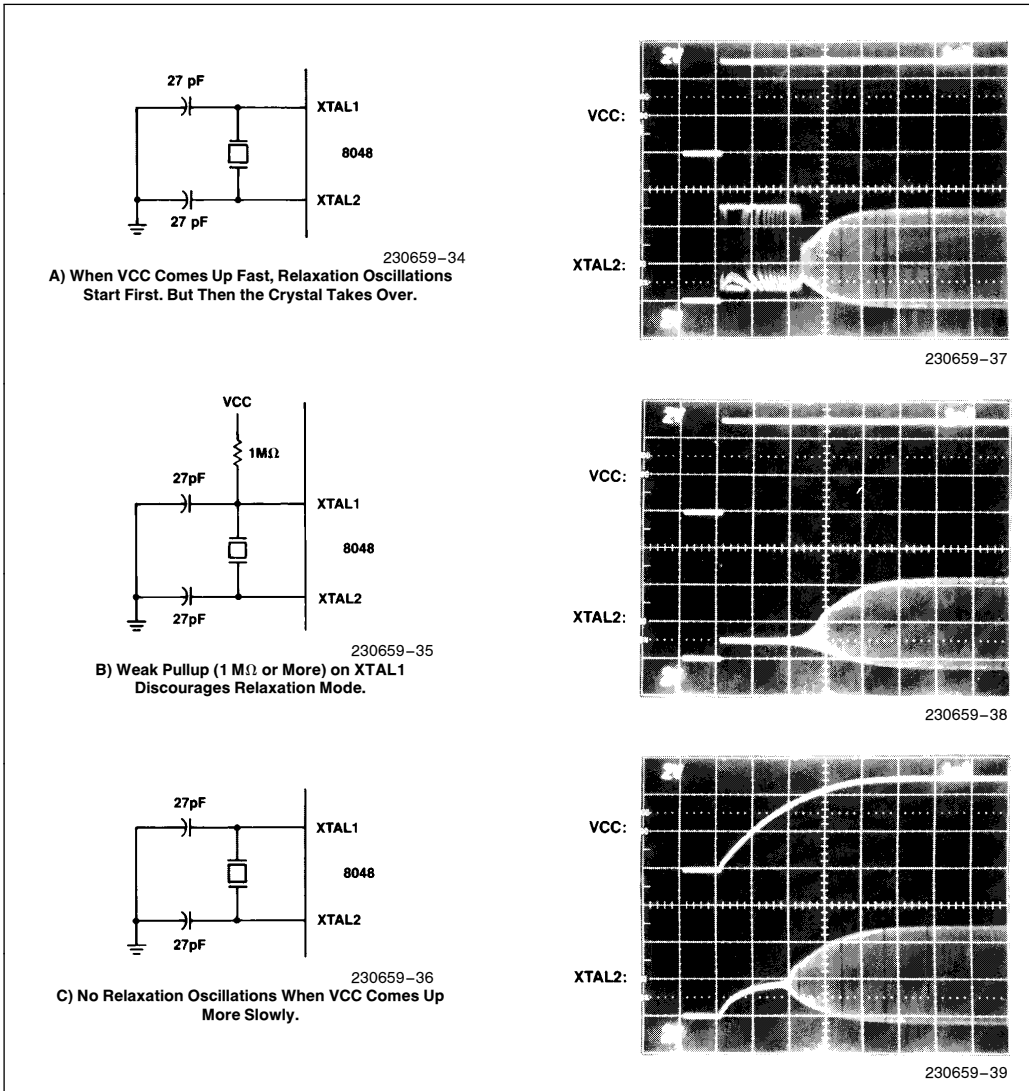 27 pF
XTAL1
8048
XTAL2
27 pF
230659–34
A) When VCC Comes Up Fast, Relaxation Oscillations
Start First. But Then the Crystal Takes Over.
VCC:
XTAL2:
230659–37
VCC
1MΩ
27pF
XTAL1
8048
XTAL2
27pF
230659–35
B) Weak Pullup (1 MΩ or More) on XTAL1
Discourages Relaxation Mode.
VCC:
XTAL2:
230659–38
27pF
XTAL1
8048
XTAL2
27pF
230659–36
C) No Relaxation Oscillations When VCC Comes Up
More Slowly.
VCC:
XTAL2:
230659–39